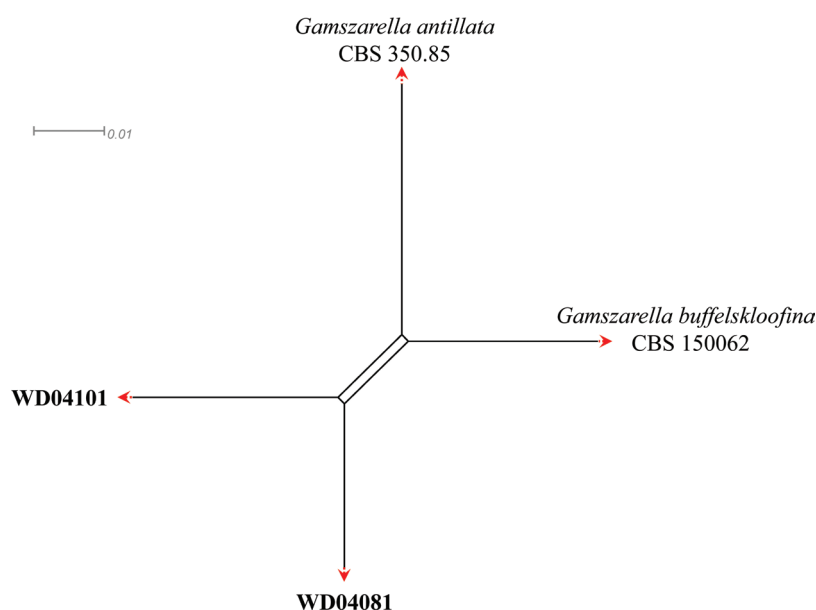 Gamszarella antillata
CBS 350.85
0.01
Gamszarella buffelskloofina
CBS 150062
WD04101
WD04081